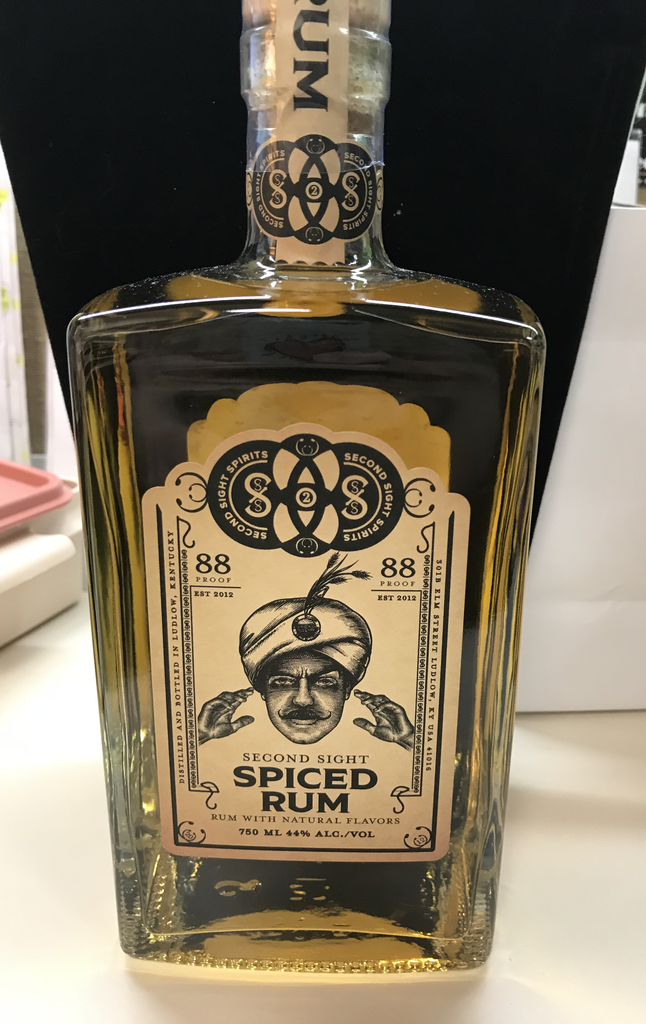 RUM
SECOND SIGHT SPIRITS
SECOND SIGHT SPIRITS
2
SECOND SIGHT SPIRITS
SECOND SIGHT SPIRITS
2
88
PROOF
EST 2012
88
PROOF
EST 2012
DISTILLED AND BOTTLED IN LUDLOW, KENTUCKY
301B ELM STREET LUDLOW, KY USA 41016
SECOND SIGHT
SPICED
RUM
RUM WITH NATURAL FLAVORS
750 ML 44% ALC./VOL